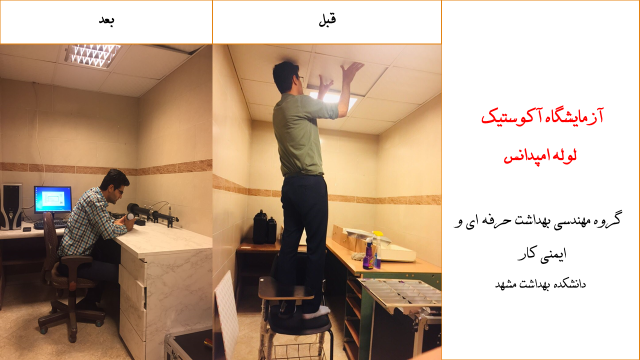 قبل
بعد
آزمایشگاه آکوستیک
لوله امپدانس
گروه مهندسی بهداشت حرفه ای و
ایمنی کار
دانشکده بهداشت مشهد